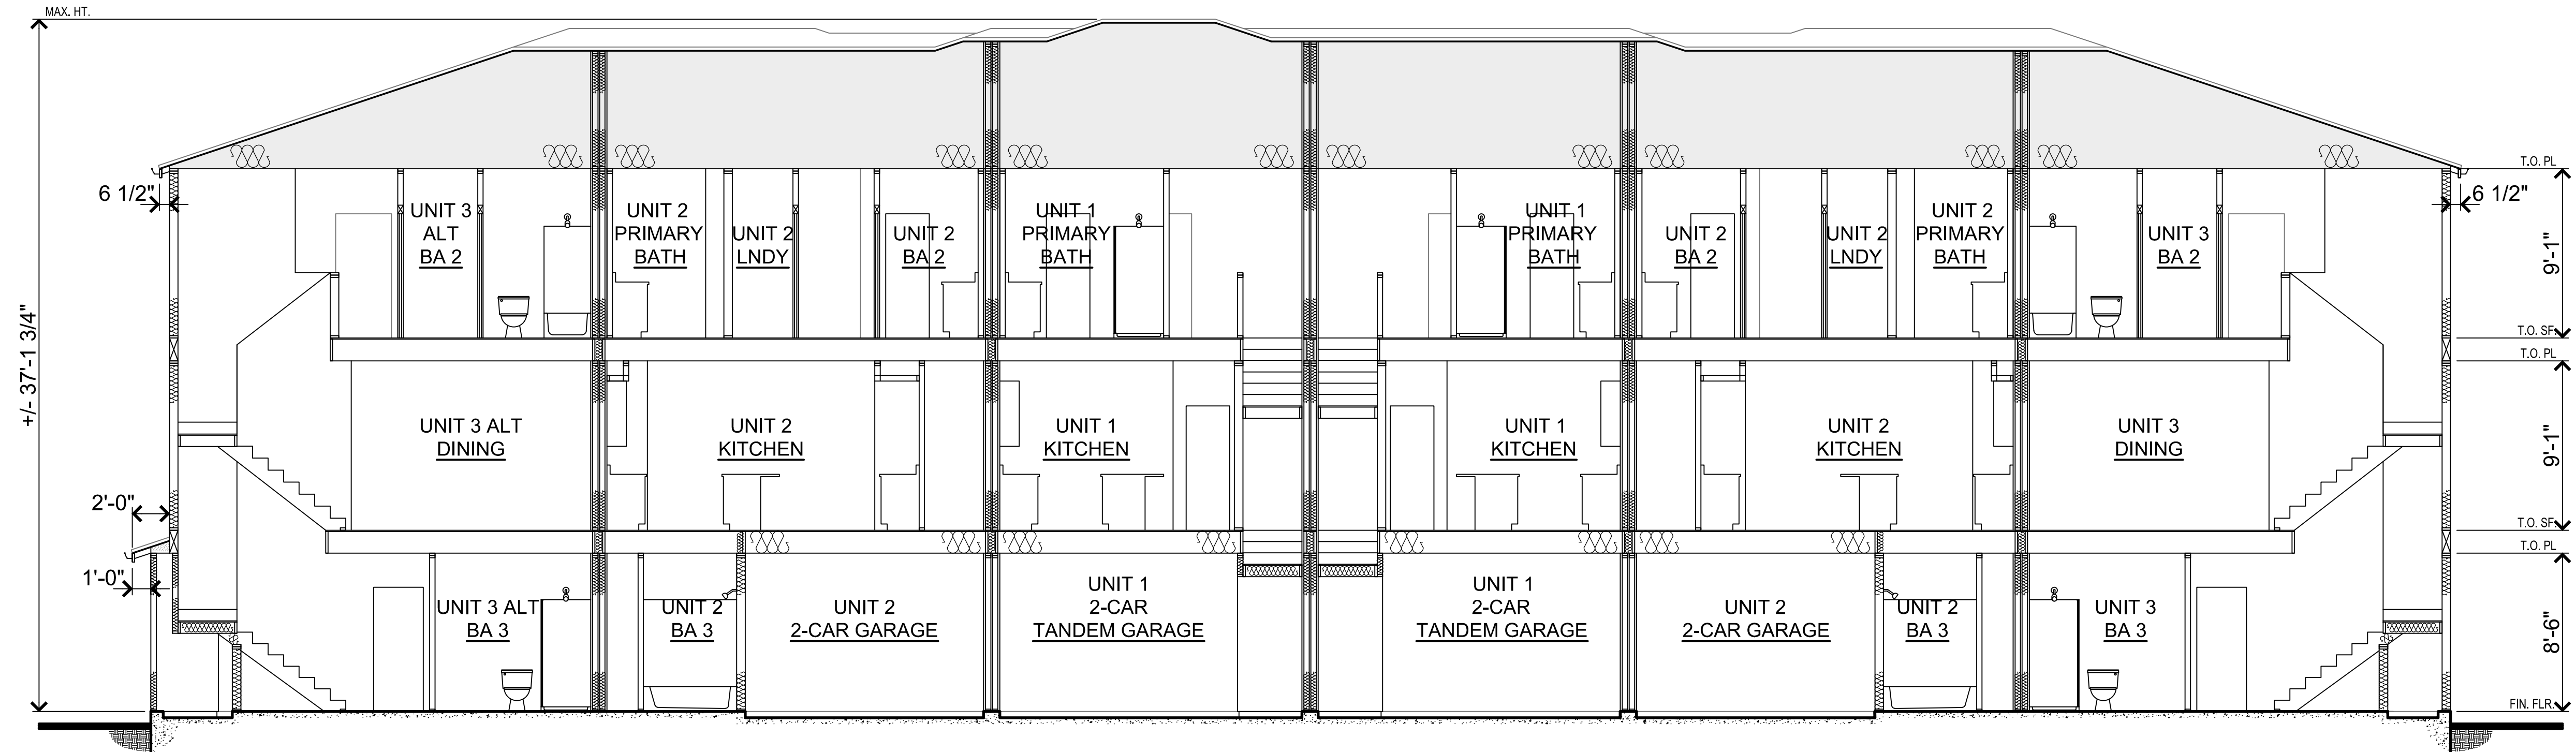 MAX. HT.
+/- 37'-1 3/4"
T.O. PL
6 1/2"
6 1/2"
UNIT 3
ALT
BA 2
UNIT 2
PRIMARY
BATH
UNIT 2
LNDY
UNIT 2
BA 2
UNIT 1
PRIMARY
BATH
UNIT 1
PRIMARY
BATH
UNIT 2
BA 2
UNIT 2
LNDY
UNIT 2
PRIMARY
BATH
UNIT 3
BA 2
9'-1"
T.O. SF.
T.O. PL
UNIT 3 ALT
DINING
UNIT 2
KITCHEN
UNIT 1
KITCHEN
UNIT 1
KITCHEN
UNIT 2
KITCHEN
UNIT 3
DINING
9'-1"
2'-0"
T.O. SF.
T.O. PL
1'-0"
UNIT 3 ALT
BA 3
UNIT 2
BA 3
UNIT 2
2-CAR GARAGE
UNIT 1
2-CAR
TANDEM GARAGE
UNIT 1
2-CAR
TANDEM GARAGE
UNIT 2
2-CAR GARAGE
UNIT 2
BA 3
UNIT 3
BA 3
8'-6"
FIN. FLR.